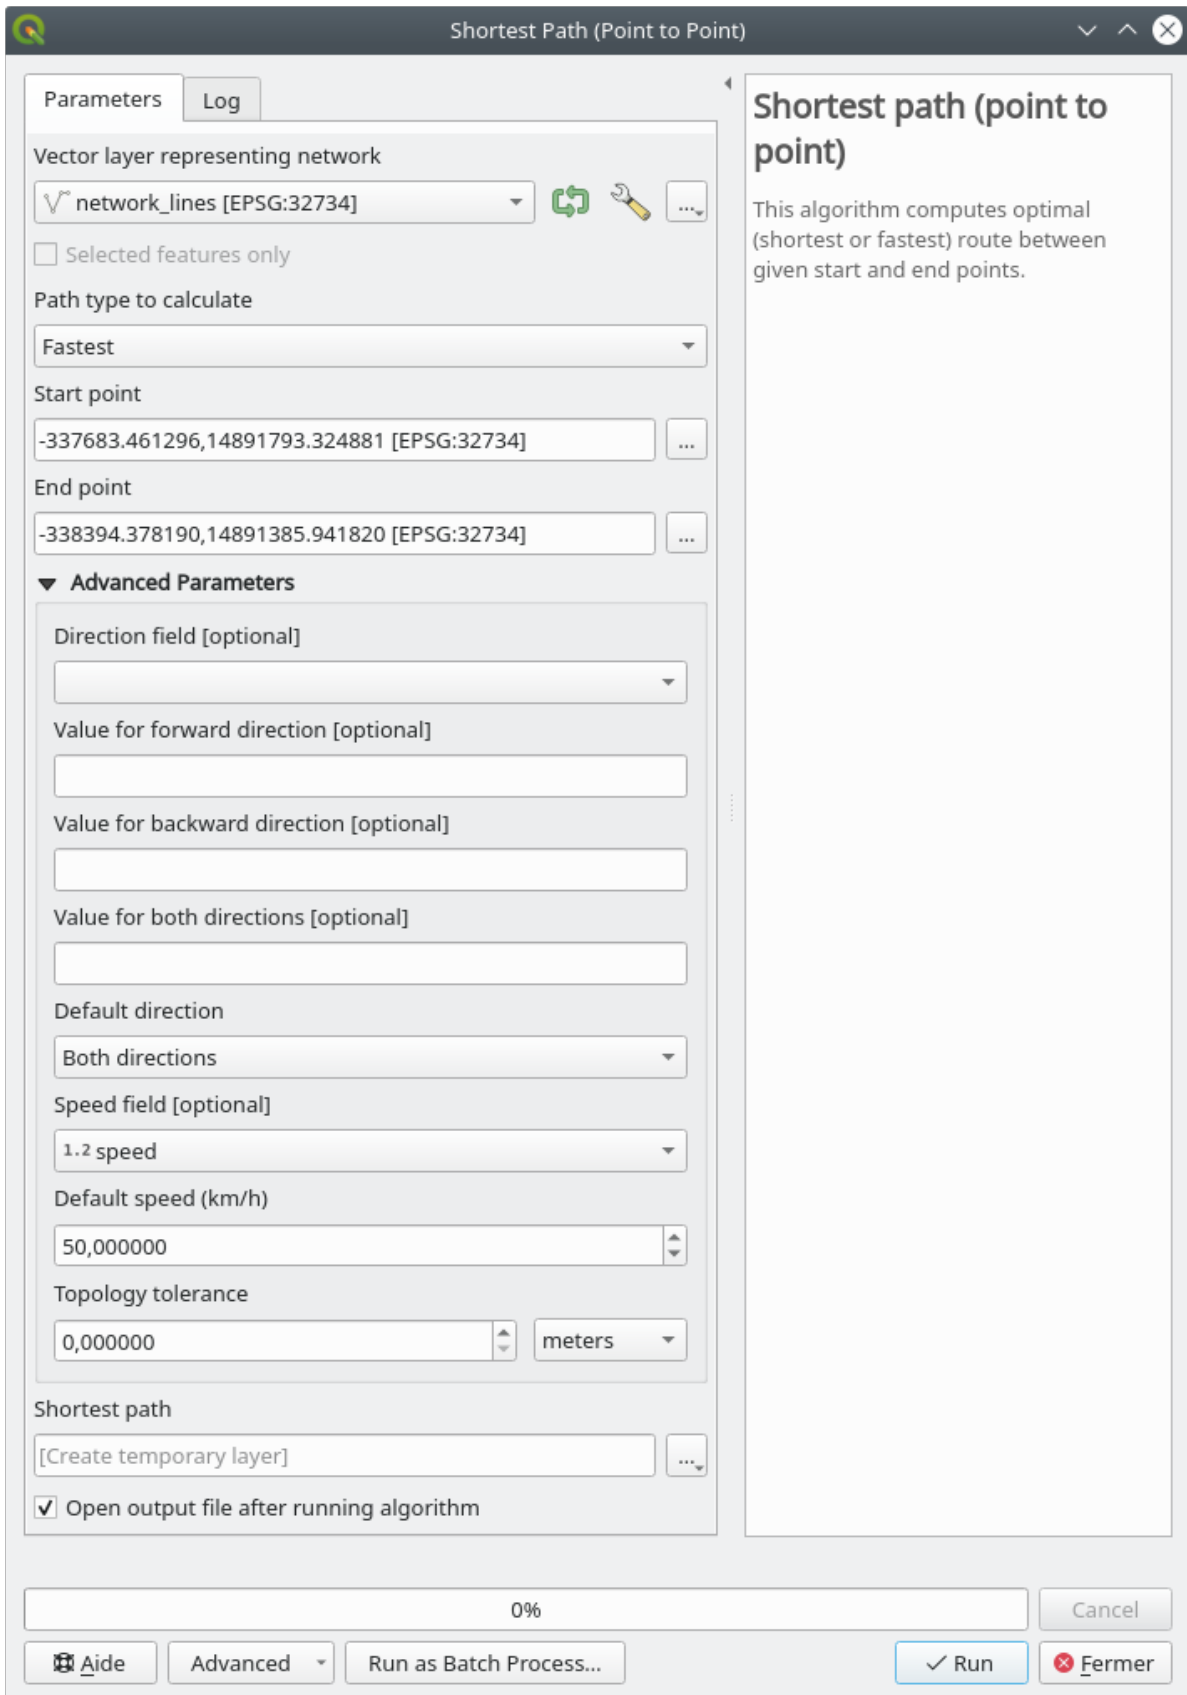 Shortest Path (Point to Point)
Parameters
Log
Vector layer representing network
network_lines [EPSG:32734]
...
Selected features only
Path type to calculate
Fastest
Start point
-337683.461296,14891793.324881 [EPSG:32734]
...
End point
-338394.378190,14891385.941820 [EPSG:32734]
...
Advanced Parameters
Direction field [optional]
Value for forward direction [optional]
Value for backward direction [optional]
Value for both directions [optional]
Default direction
Both directions
Speed field [optional]
1.2 speed
Default speed (km/h)
50,000000
Topology tolerance
0,000000
meters
Shortest path
[Create temporary layer]
...
Open output file after running algorithm
Shortest path (point to
point)
This algorithm computes optimal
(shortest or fastest) route between
given start and end points.
0%
Cancel
Aide
Advanced
Run as Batch Process...
Run
Fermer